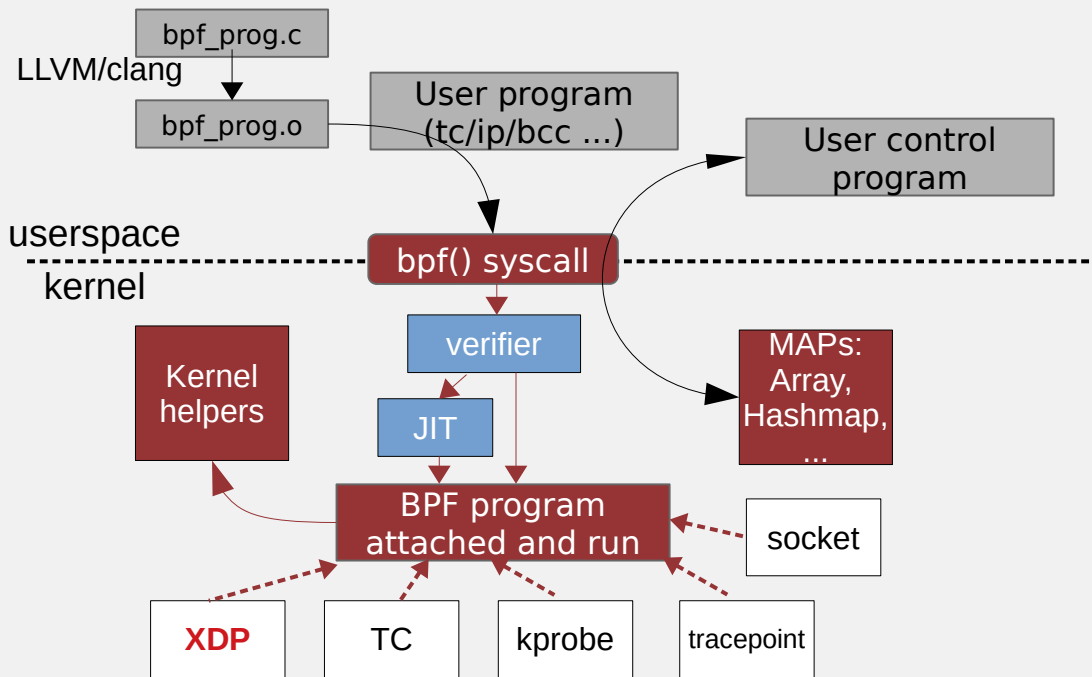 bpf_prog.c
LLVM/clang
bpf_prog.o
User program
(tc/ip/bcc ...)
User control
program
userspace
bpf() syscall
kernel
verifier
Kernel
helpers
MAPs:
Array,
Hashmap,
...
JIT
BPF program
attached and run
socket
XDP
TC
kprobe
tracepoint